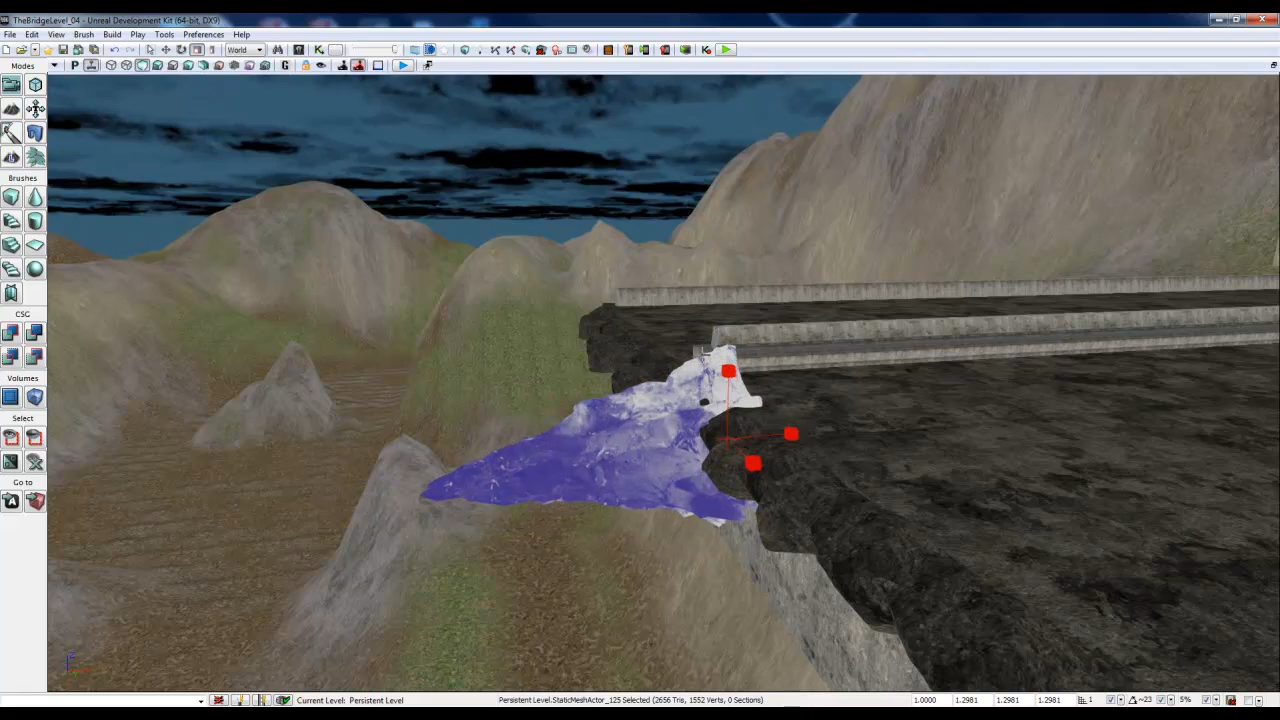 TheBridgeLevel_04 - Unreal Development Kit (64-bit, DX9)
File Edit View Brush Build Play Tools Preferences Help
World
Modes
P G
Brushes
CSG
Volumes
Select
Go to
Current Level: Persistent Level Persistent Level.StaticMeshActor_125 Selected (2656 Tris, 1552 Verts, 0 Sections) 1.0000 1.2981 1.2981 1.2981 1 ~23 5%